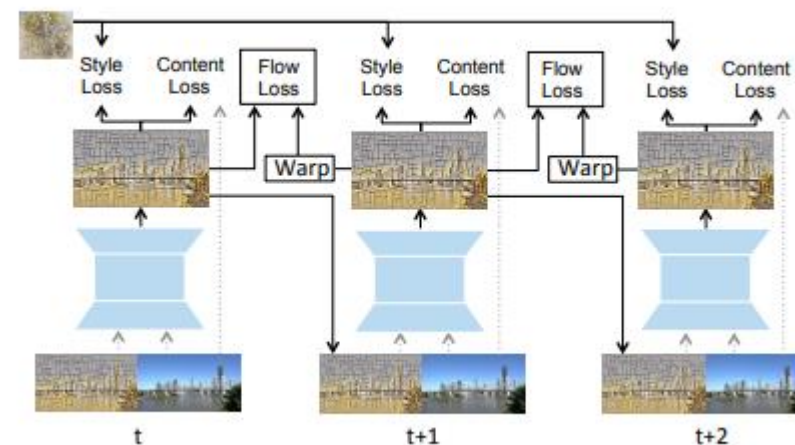 Style Loss
Content Loss
Flow Loss
Style Loss
Content Loss
Flow Loss
Style Loss
Content Loss
Warp
Warp
t
t+1
t+2